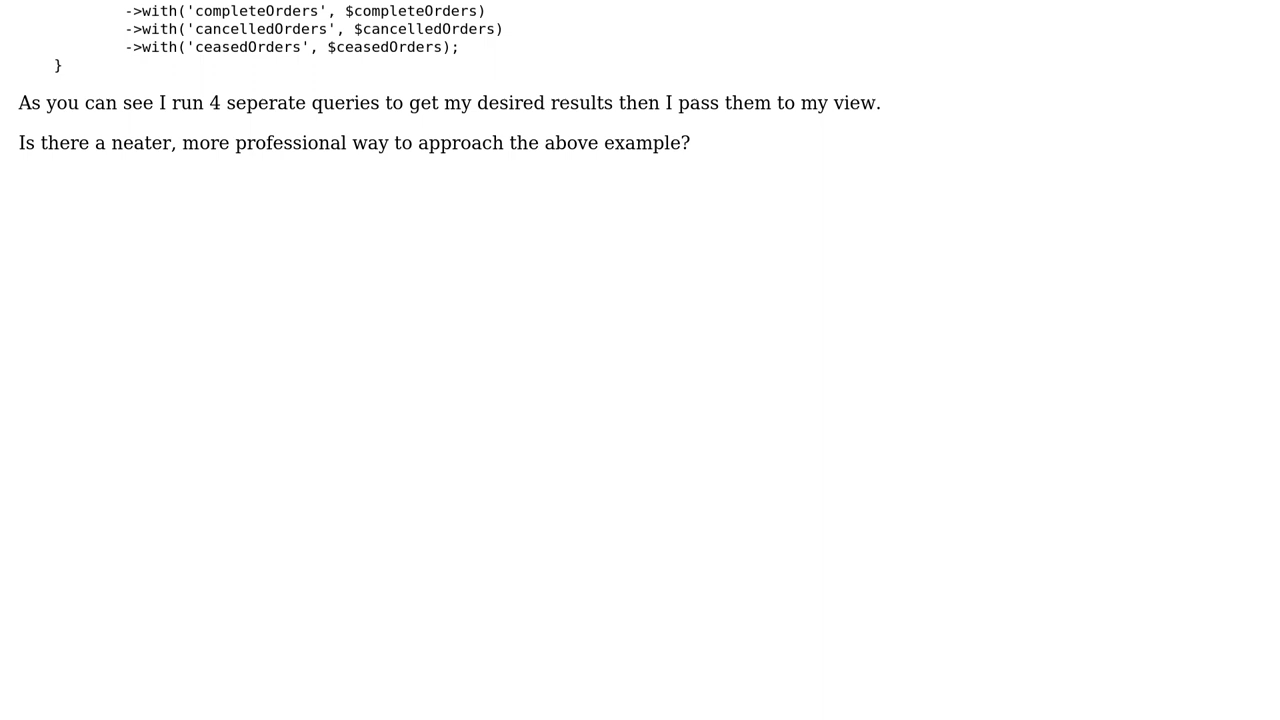 ->with('completeOrders', $completeOrders)
->with('cancelledOrders', $cancelledOrders)
->with('ceasedOrders', $ceasedOrders);
}
As you can see I run 4 seperate queries to get my desired results then I pass them to my view.
Is there a neater, more professional way to approach the above example?